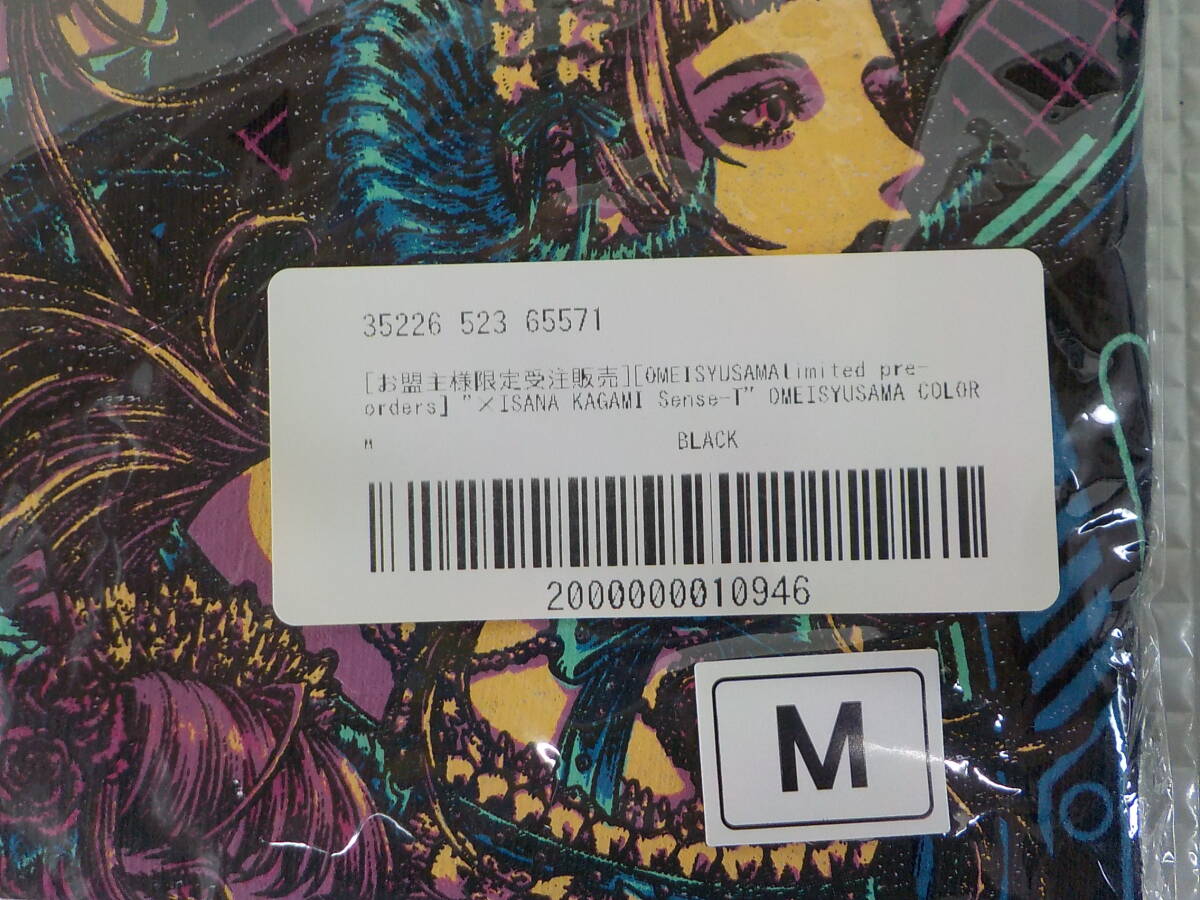 35226 523 65571
[お盟主様限定受注販売][OMEISYUSAMAlimited pre-
orders] "×ISANA KAGAMI Sense-T" OMEISYUSAMA COLOR
M BLACK
2000000010946
M